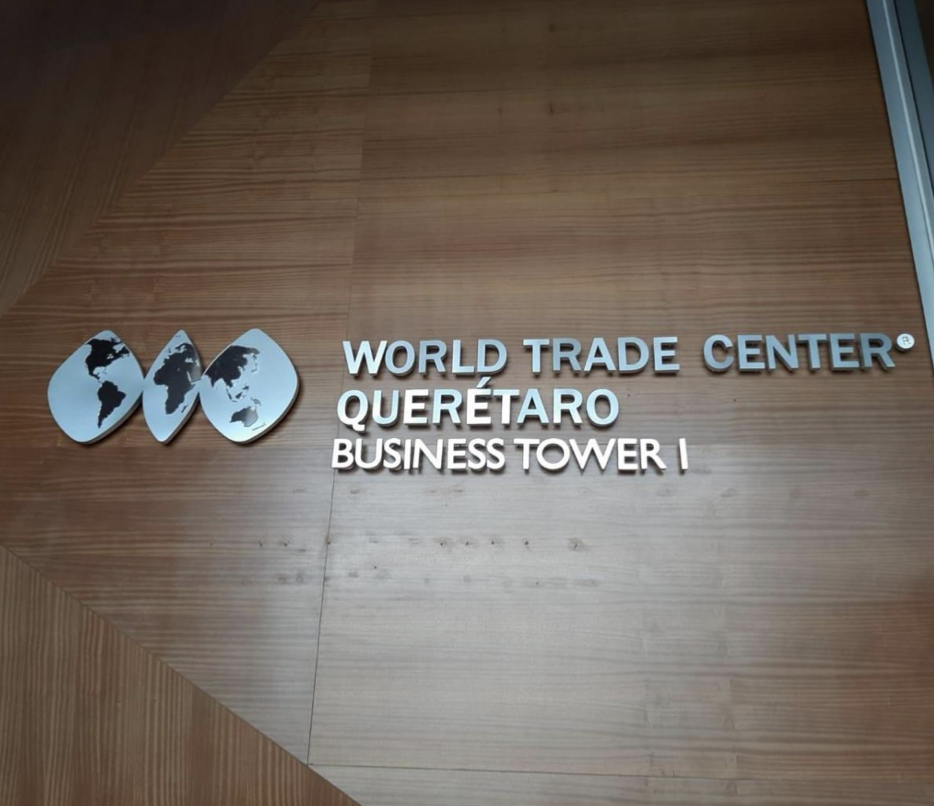 WORLD TRADE CENTER®
QUERÉTARO
BUSINESS TOWER I